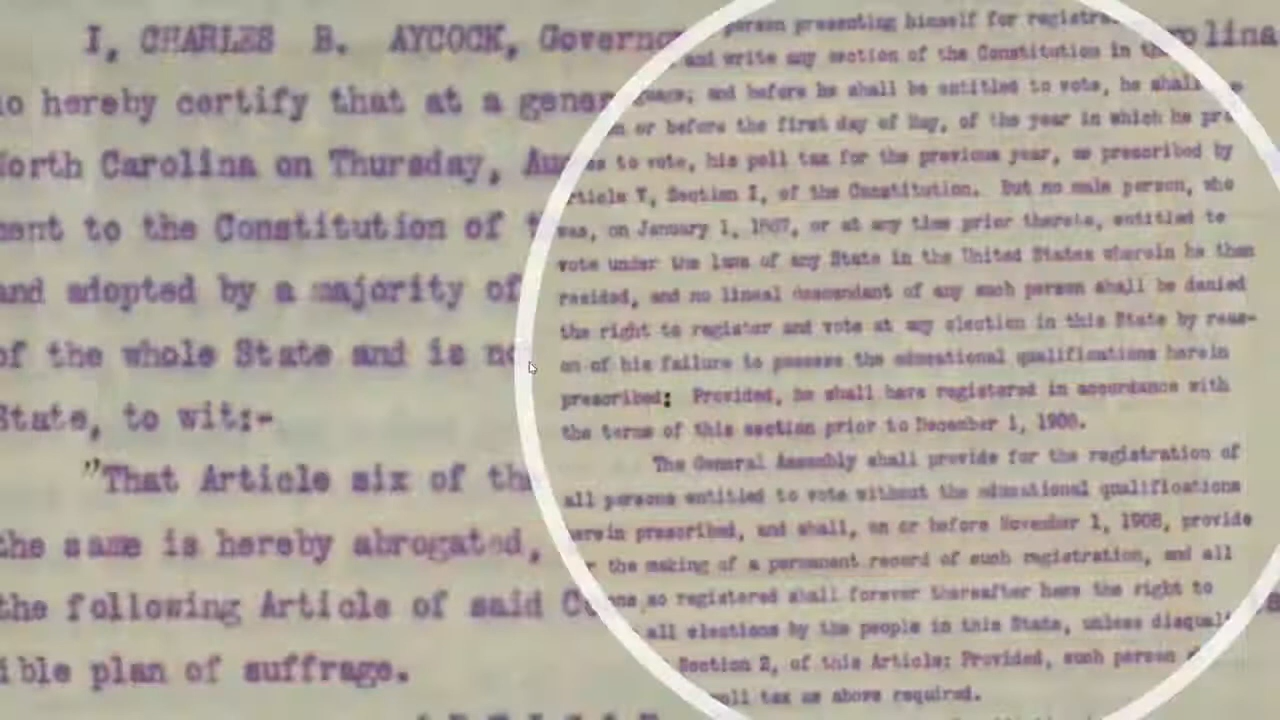 I, CHARLES B. AYCOCK, Governo
do hereby certify that at a gener
North Carolina on Thursday, Au
ment to the Constitution of t
and adopted by a majority of
of the whole State and is no
State, to wit:-
"That Article six of the
the same is hereby abrogated,
the following Article of said Co
ible plan of suffrage.
rolina
person presenting himself for registra
and write any section of the Constitution in the
guage; and before he shall be entitled to vote, he shall
on or before the first day of May, of the year in which he pro
es to vote, his poll tax for the previous year, as prescribed by
rticle V, Section I, of the Constitution. But no male person, who
was, on January 1, 1867, or at any time prior thereto, entitled to
vote under the laws of any State in the United States wherein he then
resided, and no lineal descendant of any such person shall be denied
the right to register and vote at any election in this State by reas-
on of his failure to possess the educational qualifications herein
prescribed: Provided, he shall have registered in accordance with
the terms of this section prior to December 1, 1908.
The General Assembly shall provide for the registration of
all persons entitled to vote without the educational qualifications
herein prescribed, and shall, on or before November 1, 1908, provide
r the making of a permanent record of such registration, and all
ons so registered shall forever thereafter have the right to
all elections by the people in this State, unless disquali
Section 2, of this Article: Provided, such person
poll tax as above required.